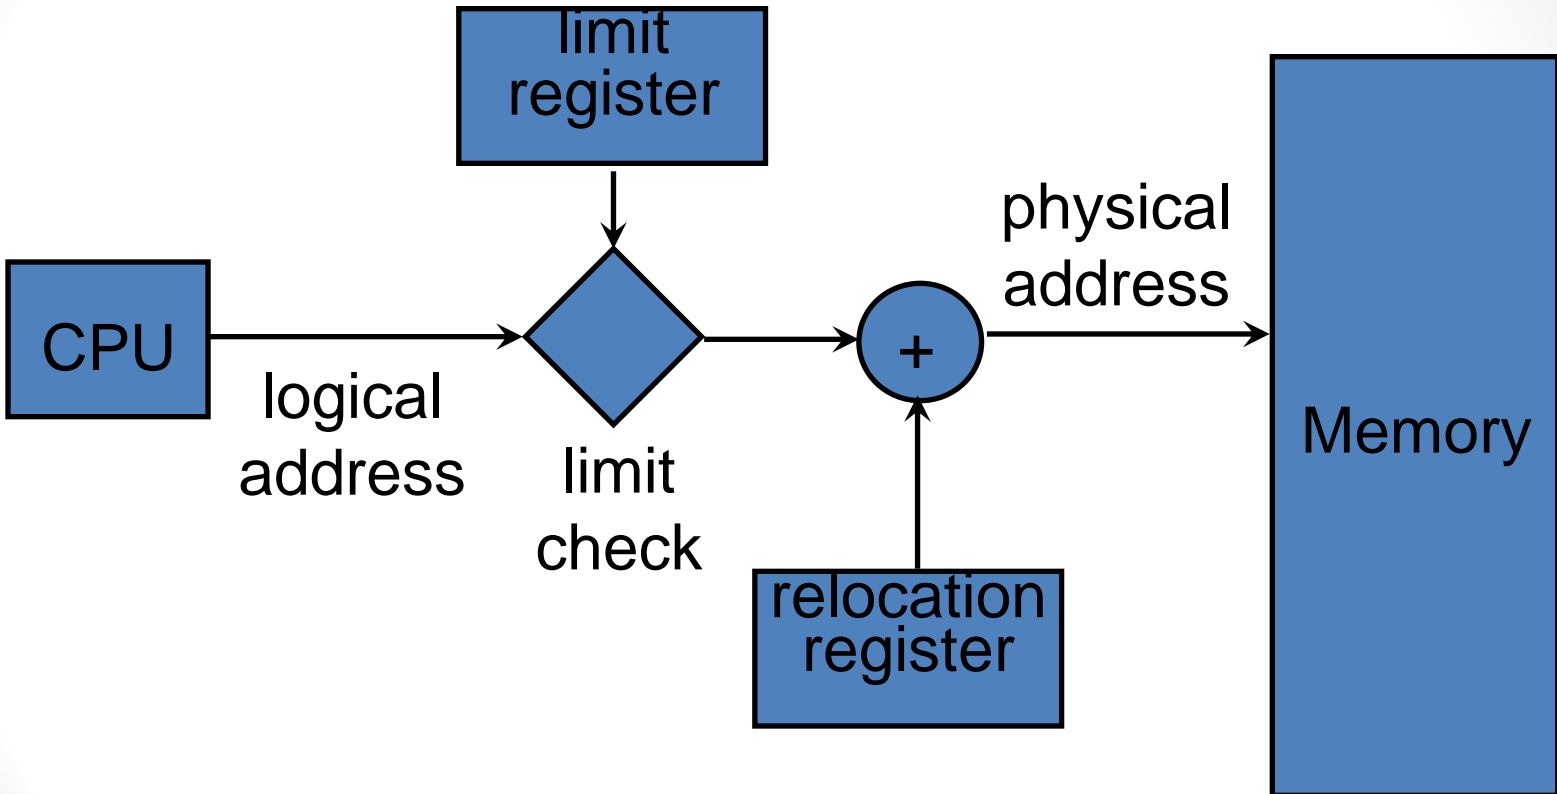 limit
register
physical
address
CPU
logical
address
limit
check
+
relocation
register
Memory